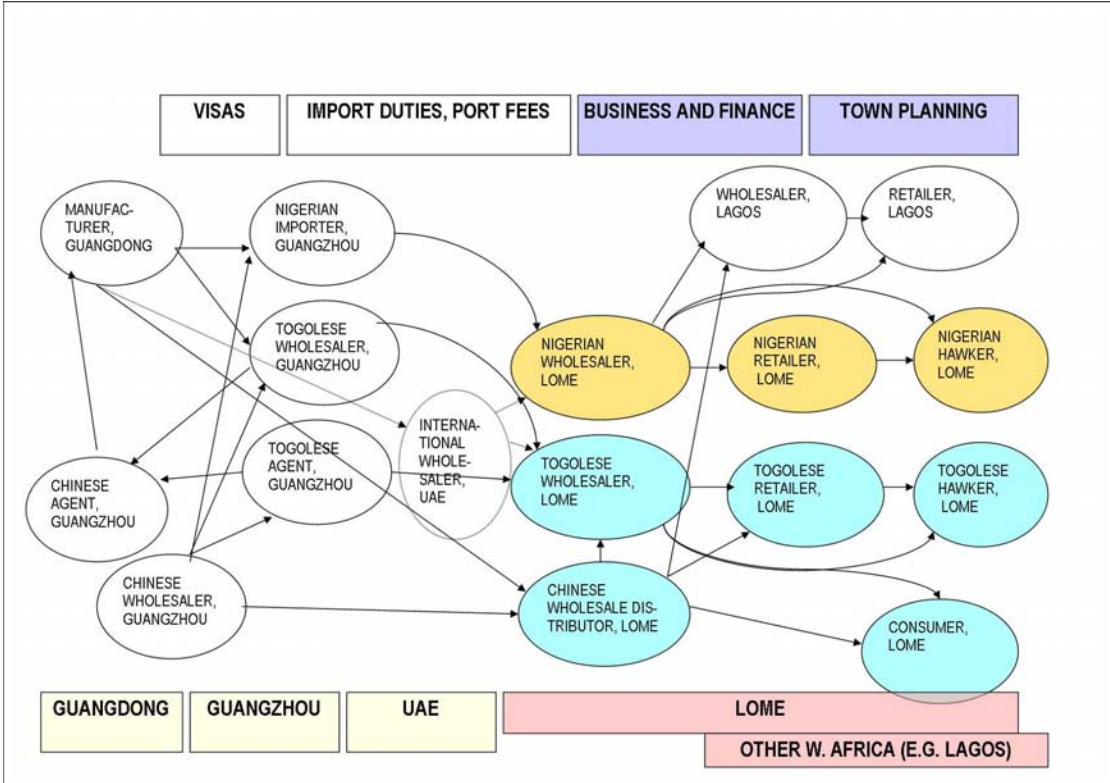 VISAS
IMPORT DUTIES, PORT FEES
BUSINESS AND FINANCE
TOWN PLANNING
MANUFAC-
TURER,
GUANGDONG
NIGERIAN
IMPORTER,
GUANGZHOU
WHOLESALER,
LAGOS
RETAILER,
LAGOS
TOGOLESE
WHOLESALER,
GUANGZHOU
NIGERIAN
WHOLESALER,
LOME
NIGERIAN
RETAILER,
LOME
NIGERIAN
HAWKER,
LOME
INTERNA-
TIONAL
WHOLE-
SALER,
UAE
CHINESE
AGENT,
GUANGZHOU
TOGOLESE
AGENT,
GUANGZHOU
TOGOLESE
WHOLESALER,
LOME
TOGOLESE
RETAILER,
LOME
TOGOLESE
HAWKER,
LOME
CHINESE
WHOLESALER,
GUANGZHOU
CHINESE
WHOLESALE DIS-
TRIBUTOR, LOME
CONSUMER,
LOME
GUANGDONG
GUANGZHOU
UAE
LOME
OTHER W. AFRICA (E.G. LAGOS)